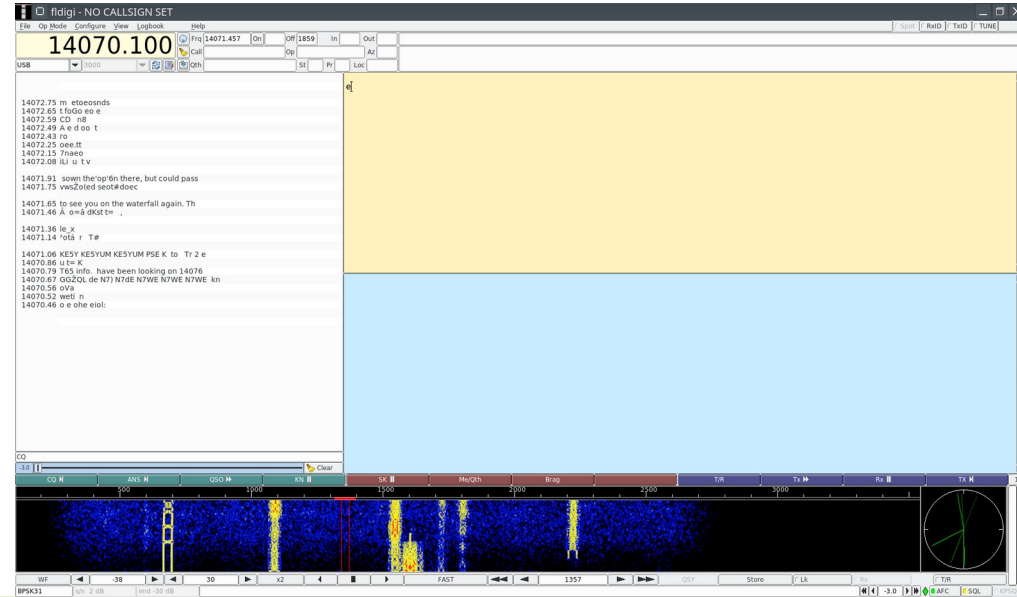 fldigi - NO CALLSIGN SET
File Op Mode Configure View Logbook Help
Spot RxID TxID TUNE
14070.100
Frq 14071.457 On Off 1859 In Out
Call Op Az
USB 3000 Qth St Pr Loc
e
14072.75 m etoeosnds
14072.65 t foGo eo e
14072.59 CD n8
14072.49 A e d oo t
14072.43 ro
14072.25 oee.tt
14072.15 7naeo
14072.08 iLi u t v
14071.91 sown the'op'6n there, but could pass
14071.75 vwsŽo(ed seot#doec
14071.65 to see you on the waterfall again. Th
14071.46 Â o=â dKst t= ,
14071.36 le_x
14071.14 ²otá r T#
14071.06 KE5Y KE5YUM KE5YUM PSE K to Tr 2 e
14070.86 u t= K
14070.79 T65 info. have been looking on 14076
14070.67 GGŽQL de N7) N7dE N7WE N7WE N7WE kn
14070.56 oVa
14070.52 weti n
14070.46 o e ohe eiol:
CQ
-3.0 Clear
CQ ANS QSO KN SK Me/Qth Brag T/R Tx Rx TX 1
500 1000 1500 2000 2500 3000
WF -38 30 x2 FAST 1357 QSY Store Lk Rv T/R
BPSK31 s/n 2 dB imd -30 dB -3.0 AFC SQL KPSQ